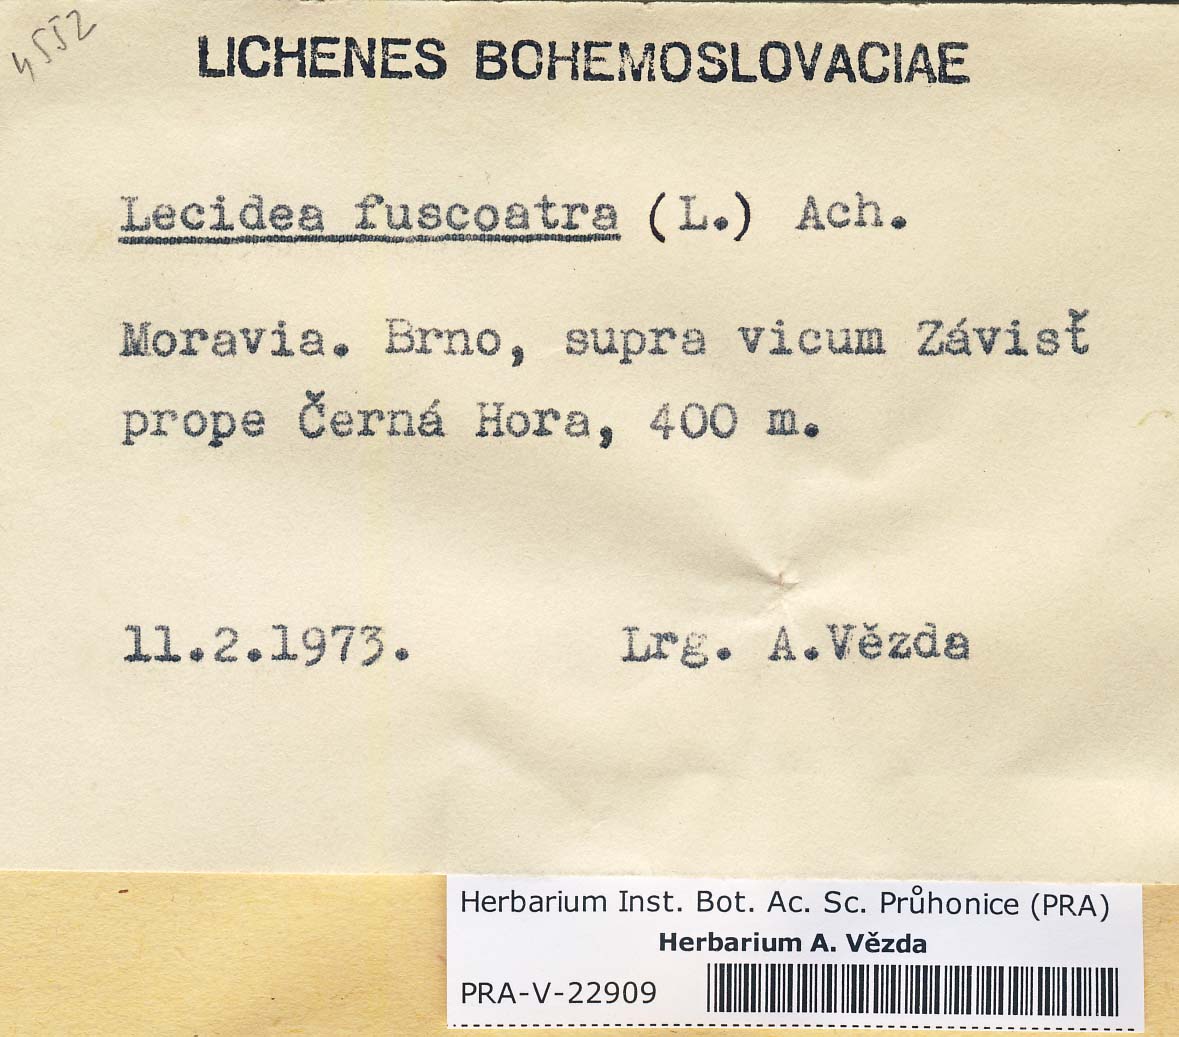 4552
LICHENES BOHEMOSLOVACIAE
Lecidea fuscoatra (L.) Ach.
Moravia. Brno, supra vicum Závisť
prope Černá Hora, 400 m.
11.2.1973. Lrg. A.Vězda
Herbarium Inst. Bot. Ac. Sc. Průhonice (PRA)
Herbarium A. Vězda
PRA-V-22909